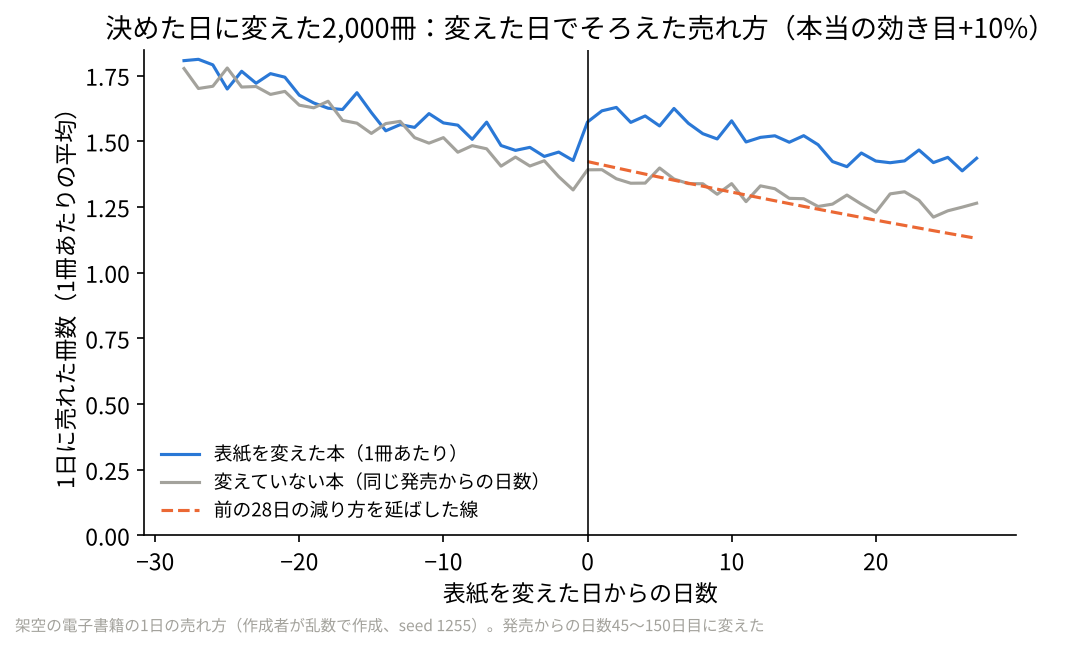 決めた日に変えた2,000冊：変えた日でそろえた売れ方（本当の効き目+10%）
1日に売れた冊数（1冊あたりの平均）
1.75
1.50
1.25
1.00
0.75
0.50
0.25
0.00
表紙を変えた本（1冊あたり）
変えていない本（同じ発売からの日数）
前の28日の減り方を延ばした線
−30
−20
−10
0
10
20
表紙を変えた日からの日数
架空の電子書籍の1日の売れ方（作成者が乱数で作成、seed 1255）。発売からの日数45～150日目に変えた